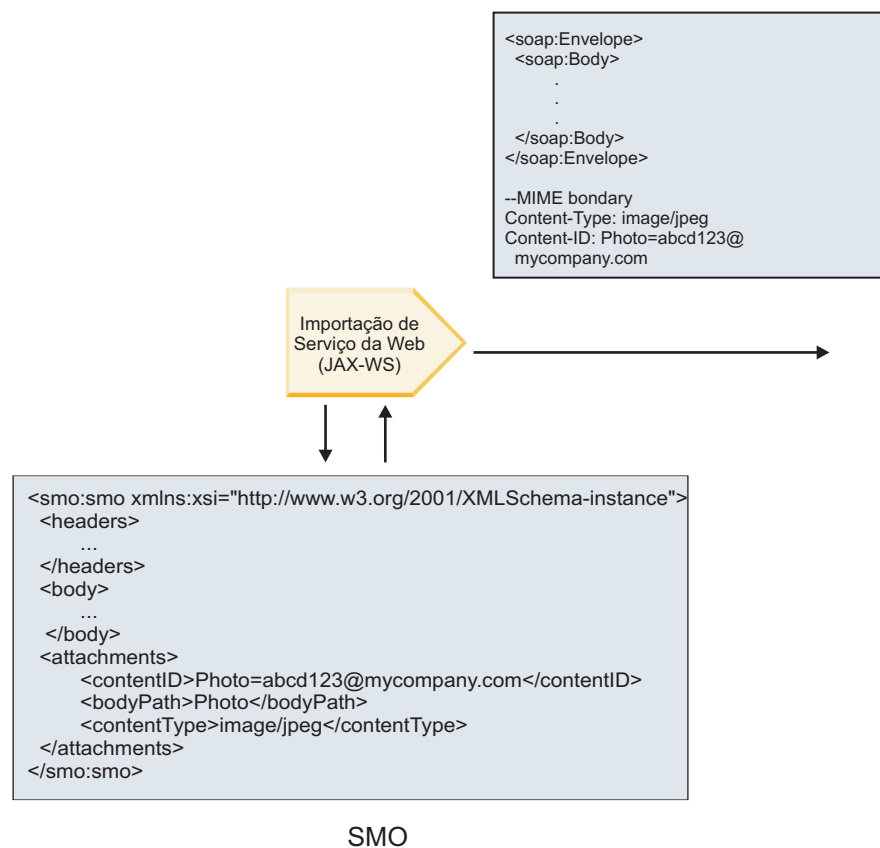 <soap:Envelope>
<soap:Body>
.
.
.
</soap:Body>
</soap:Envelope>
--MIME bondary
Content-Type: image/jpeg
Content-ID: Photo=abcd123@
mycompany.com
Importação de
Serviço da Web
(JAX-WS)
<smo:smo xmlns:xsi="http://www.w3.org/2001/XMLSchema-instance">
<headers>
...
</headers>
<body>
...
</body>
<attachments>
<contentID>Photo=abcd123@mycompany.com</contentID>
<bodyPath>Photo</bodyPath>
<contentType>image/jpeg</contentType>
</attachments>
</smo:smo>
SMO